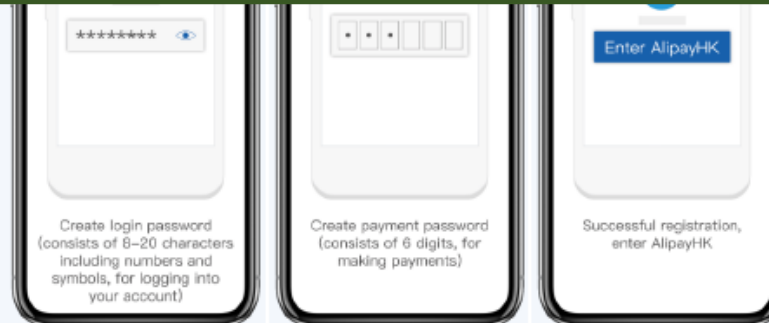 ********
Create login password
(consists of 8-20 characters
including numbers and
symbols, for logging into
your account)
Create payment password
(consists of 6 digits, for
making payments)
Enter AlipayHK
Successful registration,
enter AlipayHK